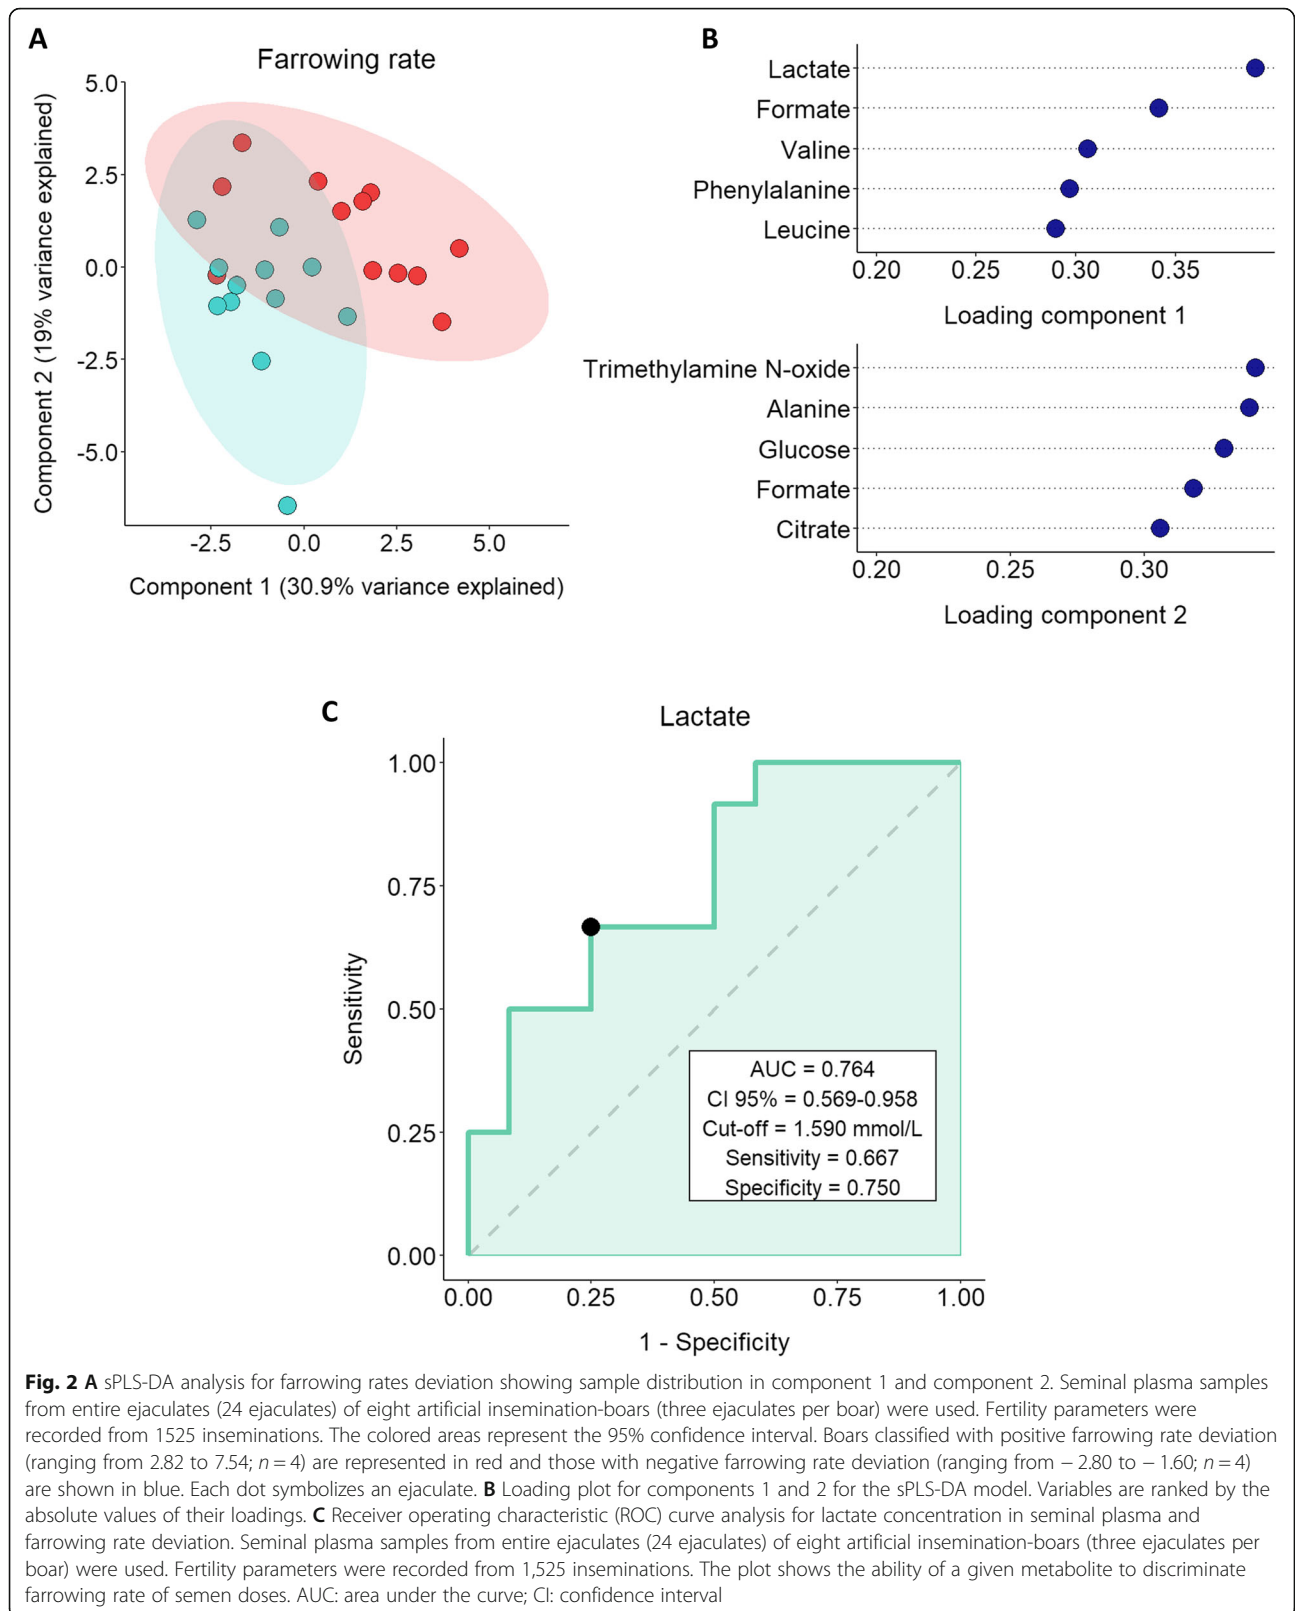 A
Farrowing rate
5.0
2.5
0.0
-2.5
-5.0
Component 2 (19% variance explained)
-2.5 0.0 2.5 5.0
Component 1 (30.9% variance explained)
B
Lactate
Formate
Valine
Phenylalanine
Leucine
0.20 0.25 0.30 0.35
Loading component 1
Trimethylamine N-oxide
Alanine
Glucose
Formate
Citrate
0.20 0.25 0.30
Loading component 2
C
Lactate
1.00
0.75
0.50
0.25
0.00
Sensitivity
AUC = 0.764
CI 95% = 0.569-0.958
Cut-off = 1.590 mmol/L
Sensitivity = 0.667
Specificity = 0.750
0.00 0.25 0.50 0.75 1.00
1 - Specificity
Fig. 2 A sPLS-DA analysis for farrowing rates deviation showing sample distribution in component 1 and component 2. Seminal plasma samples
from entire ejaculates (24 ejaculates) of eight artificial insemination-boars (three ejaculates per boar) were used. Fertility parameters were
recorded from 1525 inseminations. The colored areas represent the 95% confidence interval. Boars classified with positive farrowing rate deviation
(ranging from 2.82 to 7.54; n = 4) are represented in red and those with negative farrowing rate deviation (ranging from − 2.80 to − 1.60; n = 4)
are shown in blue. Each dot symbolizes an ejaculate. B Loading plot for components 1 and 2 for the sPLS-DA model. Variables are ranked by the
absolute values of their loadings. C Receiver operating characteristic (ROC) curve analysis for lactate concentration in seminal plasma and
farrowing rate deviation. Seminal plasma samples from entire ejaculates (24 ejaculates) of eight artificial insemination-boars (three ejaculates per
boar) were used. Fertility parameters were recorded from 1,525 inseminations. The plot shows the ability of a given metabolite to discriminate
farrowing rate of semen doses. AUC: area under the curve; CI: confidence interval